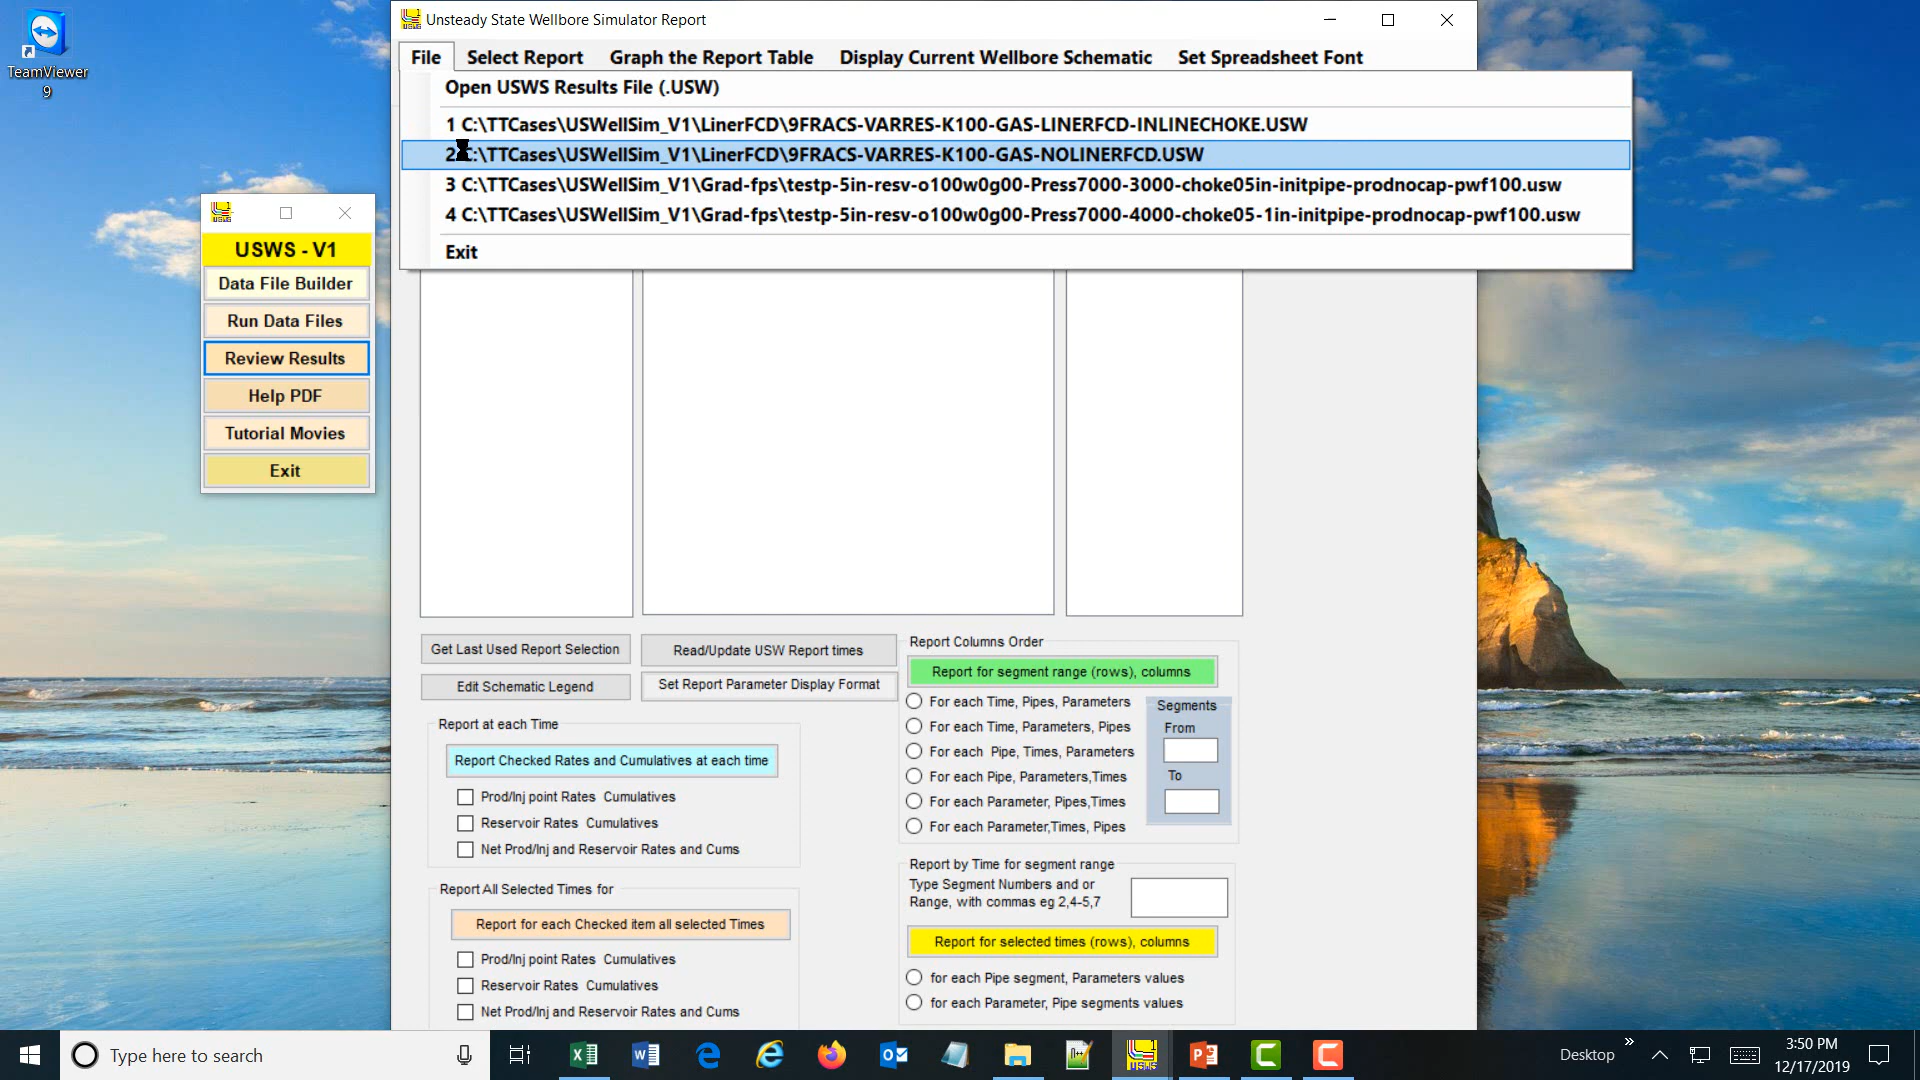 TeamViewer
9
Unsteady State Wellbore Simulator Report
File Select Report Graph the Report Table Display Current Wellbore Schematic Set Spreadsheet Font
Open USWS Results File (.USW)
1 C:\TTCases\USWellSim_V1\LinerFCD\9FRACS-VARRES-K100-GAS-LINERFCD-INLINECHOKE.USW
2 C:\TTCases\USWellSim_V1\LinerFCD\9FRACS-VARRES-K100-GAS-NOLINERFCD.USW
3 C:\TTCases\USWellSim_V1\Grad-fps\testp-5in-resv-o100w0g00-Press7000-3000-choke05in-initpipe-prodnocap-pwf100.usw
4 C:\TTCases\USWellSim_V1\Grad-fps\testp-5in-resv-o100w0g00-Press7000-4000-choke05-1in-initpipe-prodnocap-pwf100.usw
Exit
USWS - V1
Data File Builder
Run Data Files
Review Results
Help PDF
Tutorial Movies
Exit
Get Last Used Report Selection
Read/Update USW Report times
Edit Schematic Legend
Set Report Parameter Display Format
Report at each Time
Report Checked Rates and Cumulatives at each time
Prod/Inj point Rates Cumulatives
Reservoir Rates Cumulatives
Net Prod/Inj and Reservoir Rates and Cums
Report All Selected Times for
Report for each Checked item all selected Times
Prod/Inj point Rates Cumulatives
Reservoir Rates Cumulatives
Net Prod/Inj and Reservoir Rates and Cums
Report Columns Order
Report for segment range (rows), columns
For each Time, Pipes, Parameters
For each Time, Parameters, Pipes
For each Pipe, Times, Parameters
For each Pipe, Parameters,Times
For each Parameter, Pipes,Times
For each Parameter,Times, Pipes
Segments
From
To
Report by Time for segment range
Type Segment Numbers and or
Range, with commas eg 2,4-5,7
Report for selected times (rows), columns
for each Pipe segment, Parameters values
for each Parameter, Pipe segments values
Type here to search
Desktop
3:50 PM
12/17/2019